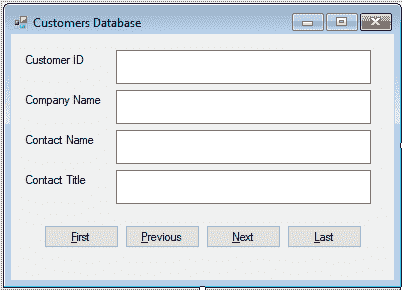 Customers Database
Customer ID
Company Name
Contact Name
Contact Title
First Previous Next Last